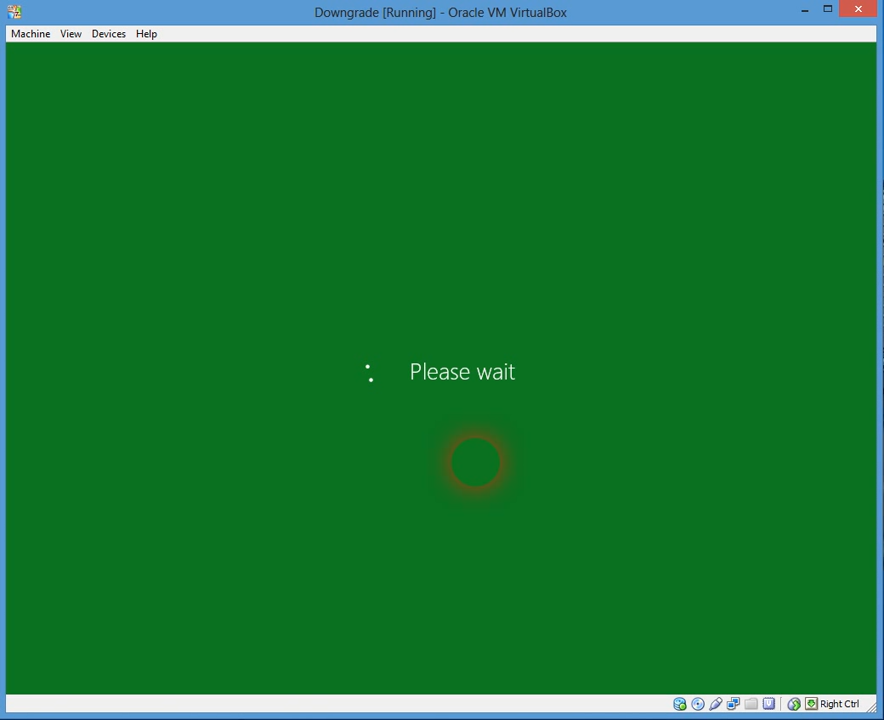 Downgrade [Running] - Oracle VM VirtualBox
Machine View Devices Help
Please wait
Right Ctrl